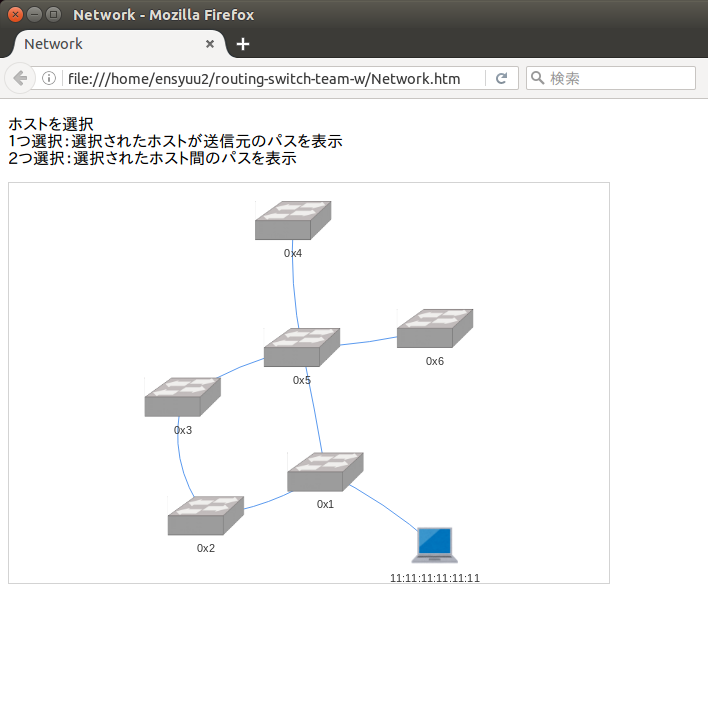 Network - Mozilla Firefox
Network
file:///home/ensyuu2/routing-switch-team-w/Network.htm
検索
ホストを選択
1つ選択：選択されたホストが送信元のパスを表示
2つ選択：選択されたホスト間のパスを表示
0x4
0x6
0x5
0x3
0x1
0x2
11:11:11:11:11:11